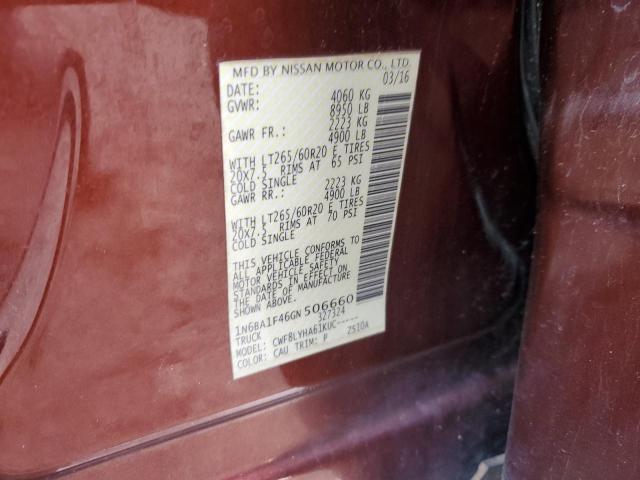 MFD BY NISSAN MOTOR CO., LTD.
DATE: 03/16
GVWR: 4060 KG
8950 LB
GAWR FR.: 2223 KG
4900 LB
WITH LT265/60R20 E TIRES
20X7.5, RIMS AT 65 PSI
COLD SINGLE
GAWR RR.: 2223 KG
4900 LB
WITH LT265/60R20 E TIRES
20X7.5, RIMS AT 70 PSI
COLD SINGLE
THIS VEHICLE CONFORMS TO
ALL APPLICABLE FEDERAL
MOTOR VEHICLE SAFETY
STANDARDS IN EFFECT ON
THE DATE OF MANUFACTURE
SHOWN ABOVE.
1N6BA1F46GN506660
TRUCK 327324
MODEL: CWF8LYHA61KUC-----
COLOR: CAU TRIM: P ZS10A